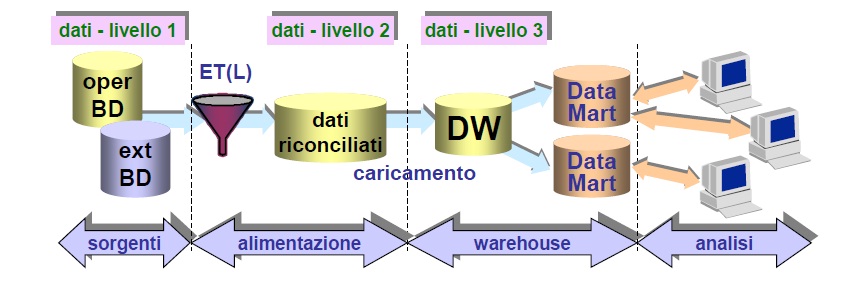 dati - livello 1
dati - livello 2
dati - livello 3
ET(L)
oper
BD
ext
BD
dati
riconciliati
caricamento
DW
Data
Mart
Data
Mart
sorgenti
alimentazione
warehouse
analisi